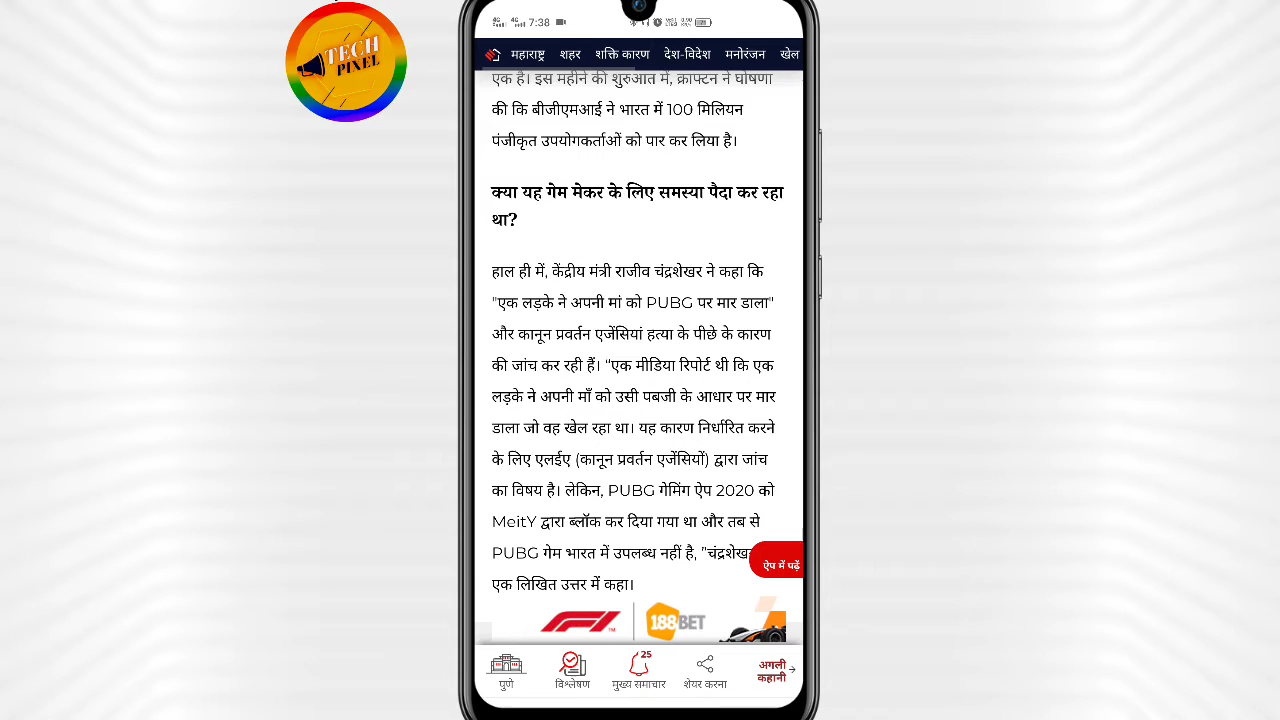 TECH
PIXEL
4G 4G 7:38
महाराष्ट्र शहर शक्ति कारण देश-विदेश मनोरंजन खेल
एक है। इस महीने की शुरुआत में, क्राफ्टन ने घोषणा
की कि बीजीएमआई ने भारत में 100 मिलियन
पंजीकृत उपयोगकर्ताओं को पार कर लिया है।
क्या यह गेम मेकर के लिए समस्या पैदा कर रहा
था?
हाल ही में, केंद्रीय मंत्री राजीव चंद्रशेखर ने कहा कि
"एक लड़के ने अपनी मां को PUBG पर मार डाला"
और कानून प्रवर्तन एजेंसियां हत्या के पीछे के कारण
की जांच कर रही हैं। "एक मीडिया रिपोर्ट थी कि एक
लड़के ने अपनी माँ को उसी पबजी के आधार पर मार
डाला जो वह खेल रहा था। यह कारण निर्धारित करने
के लिए एलईए (कानून प्रवर्तन एजेंसियों) द्वारा जांच
का विषय है। लेकिन, PUBG गेमिंग ऐप 2020 को
MeitY द्वारा ब्लॉक कर दिया गया था और तब से
PUBG गेम भारत में उपलब्ध नहीं है, "चंद्रशेख
ऐप में पढ़ें
एक लिखित उत्तर में कहा।
F1 188BET
25
पुणे विश्लेषण मुख्य समाचार शेयर करना अगली
कहानी